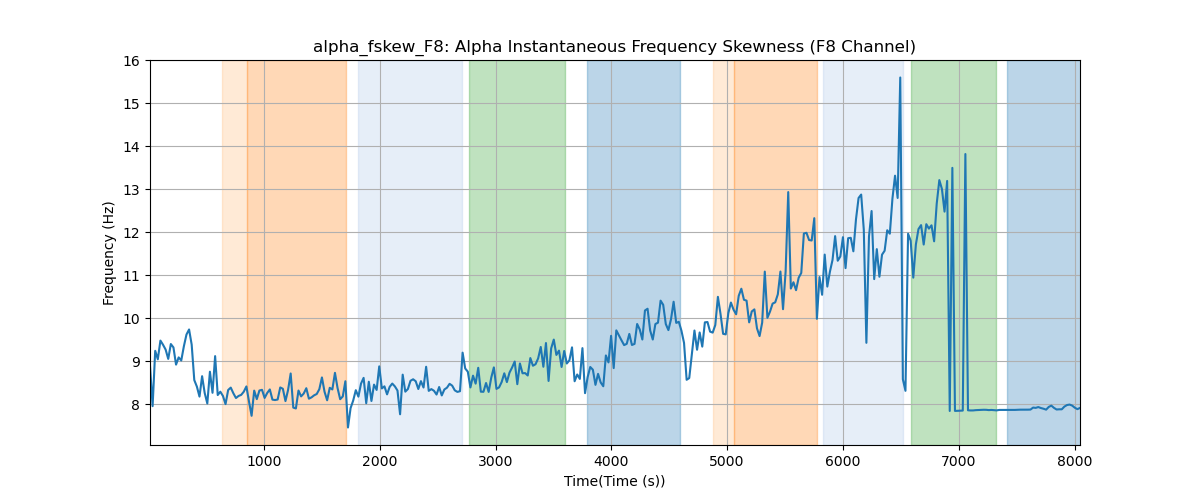 alpha_fskew_F8: Alpha Instantaneous Frequency Skewness (F8 Channel)
16
15
14
13
12
11
10
9
8
Frequency (Hz)
1000 2000 3000 4000 5000 6000 7000 8000
Time(Time (s))